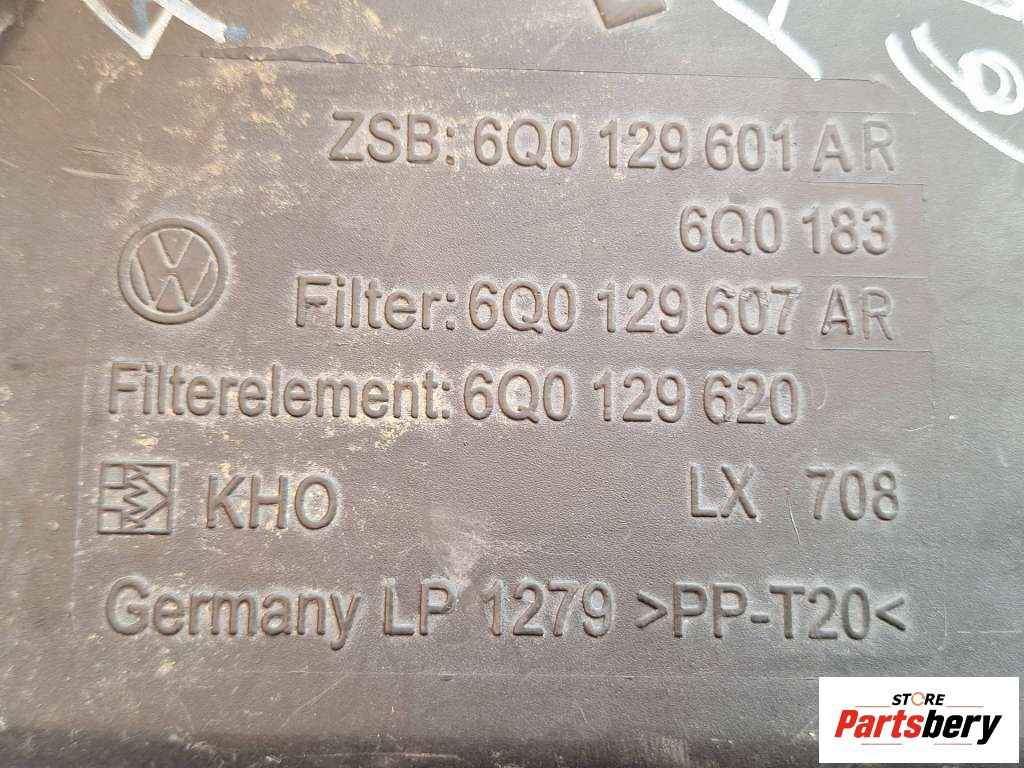 ZSB: 6Q0 129 601 AR
6Q0 183
Filter: 6Q0 129 607 AR
Filterelement: 6Q0 129 620
KHO LX 708
Germany LP 1279 >PP-T20<
STORE
Partsbery